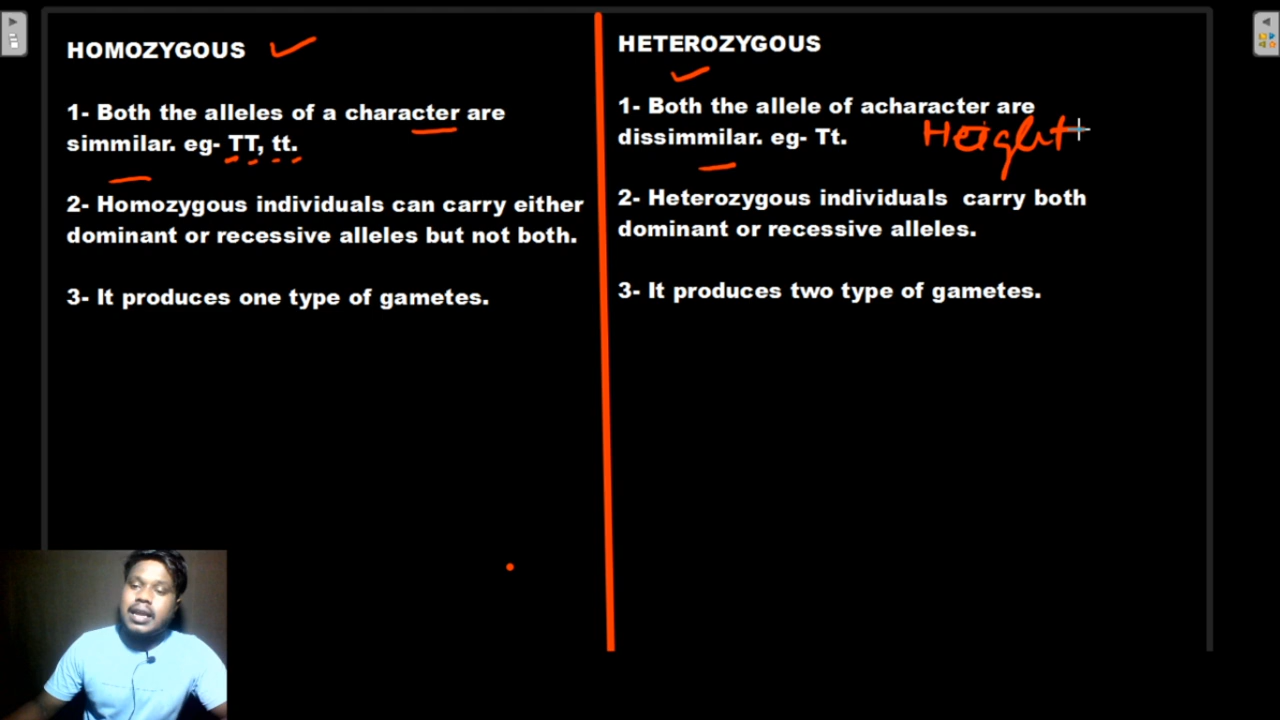 HOMOZYGOUS
1- Both the alleles of a character are
simmilar. eg- TT, tt.
2- Homozygous individuals can carry either
dominant or recessive alleles but not both.
3- It produces one type of gametes.
HETEROZYGOUS
1- Both the allele of acharacter are
dissimmilar. eg- Tt.
Height
2- Heterozygous individuals carry both
dominant or recessive alleles.
3- It produces two type of gametes.